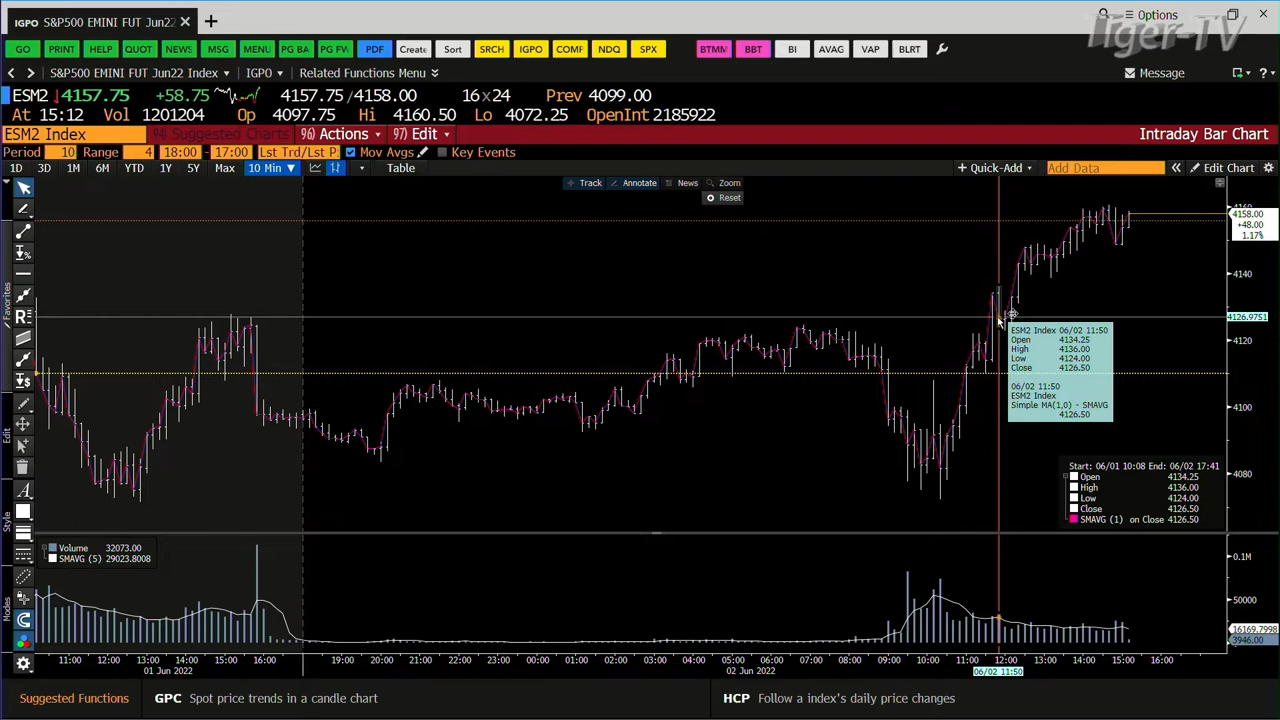 IGPO S&P500 EMINI FUT Jun22 × +
Options
Tiger-TV
GO PRINT HELP QUOT NEWS MSG MENU PG BA PG FW PDF Create Sort SRCH IGPO COMF NDQ SPX BTMM BBT BI AVAG VAP BLRT
S&P500 EMINI FUT Jun22 Index IGPO Related Functions Menu Message
ESM2 4157.75 +58.75 4157.75/4158.00 16x24 Prev 4099.00
At 15:12 Vol 1201204 Op 4097.75 Hi 4160.50 Lo 4072.25 OpenInt 2185922
ESM2 Index 94) Suggested Charts 96) Actions 97) Edit Intraday Bar Chart
Period 10 Range 4 18:00 - 17:00 Lst Trd/Lst P Mov Avgs Key Events
1D 3D 1M 6M YTD 1Y 5Y Max 10 Min Table + Quick-Add Add Data Edit Chart
Track Annotate News Zoom
Reset
4160
4158.00
+48.00
1.17%
4140
4126.9751
4120
4100
4080
Favorites
Edit
Style
Modes
ESM2 Index 06/02 11:50
Open 4134.25
High 4136.00
Low 4124.00
Close 4126.50
06/02 11:50
ESM2 Index
Simple MA(1,0) - SMAVG
4126.50
Start: 06/01 10:08 End: 06/02 17:41
Open 4134.25
High 4136.00
Low 4124.00
Close 4126.50
SMAVG (1) on Close 4126.50
Volume 32073.00
SMAVG (5) 29023.8008
0.1M
50000
16169.7998
3946.00
11:00 12:00 13:00 14:00 15:00 16:00 19:00 20:00 21:00 22:00 23:00 00:00 01:00 02:00 03:00 04:00 05:00 06:00 07:00 08:00 09:00 10:00 11:00 12:00 13:00 14:00 15:00 16:00
01 Jun 2022 02 Jun 2022 06/02 11:50
Suggested Functions GPC Spot price trends in a candle chart HCP Follow a index's daily price changes